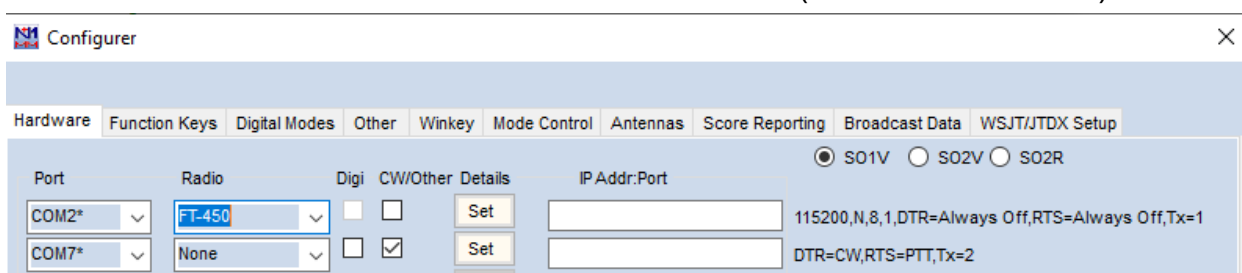 N1
MM
Configurer
Hardware Function Keys Digital Modes Other Winkey Mode Control Antennas Score Reporting Broadcast Data WSJT/JTDX Setup
SO1V SO2V SO2R
Port Radio Digi CW/Other Details IP Addr:Port
COM2* FT-450 Set 115200,N,8,1,DTR=Always Off,RTS=Always Off,Tx=1
COM7* None Set DTR=CW,RTS=PTT,Tx=2